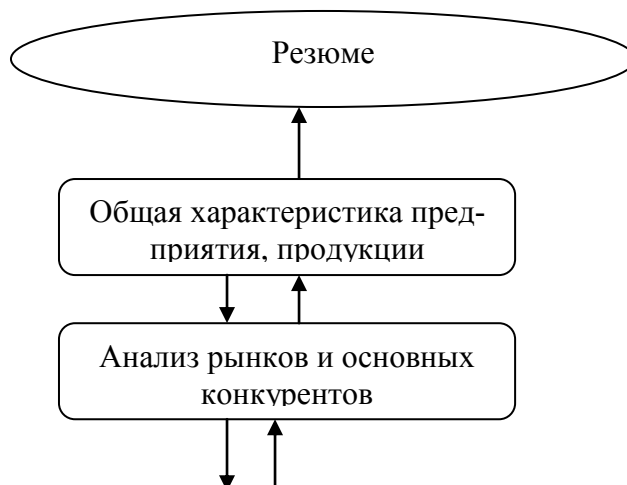 Резюме
Общая характеристика пред-
приятия, продукции
Анализ рынков и основных
конкурентов